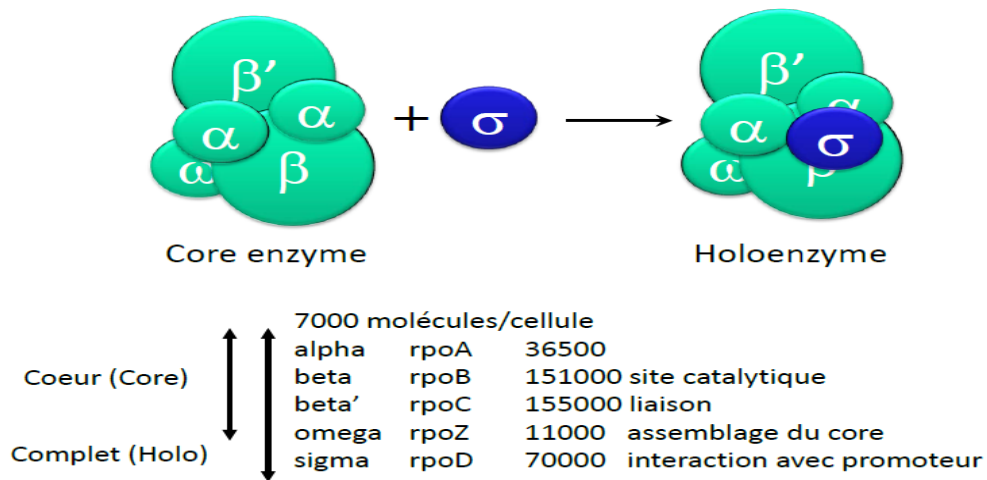 β’ β’
α α α α
+ σ σ
ω β ω β
Core enzyme Holoenzyme
7000 molécules/cellule
alpha rpoA 36500
Coeur (Core) beta rpoB 151000 site catalytique
beta’ rpoC 155000 liaison
omega rpoZ 11000 assemblage du core
Complet (Holo) sigma rpoD 70000 interaction avec promoteur